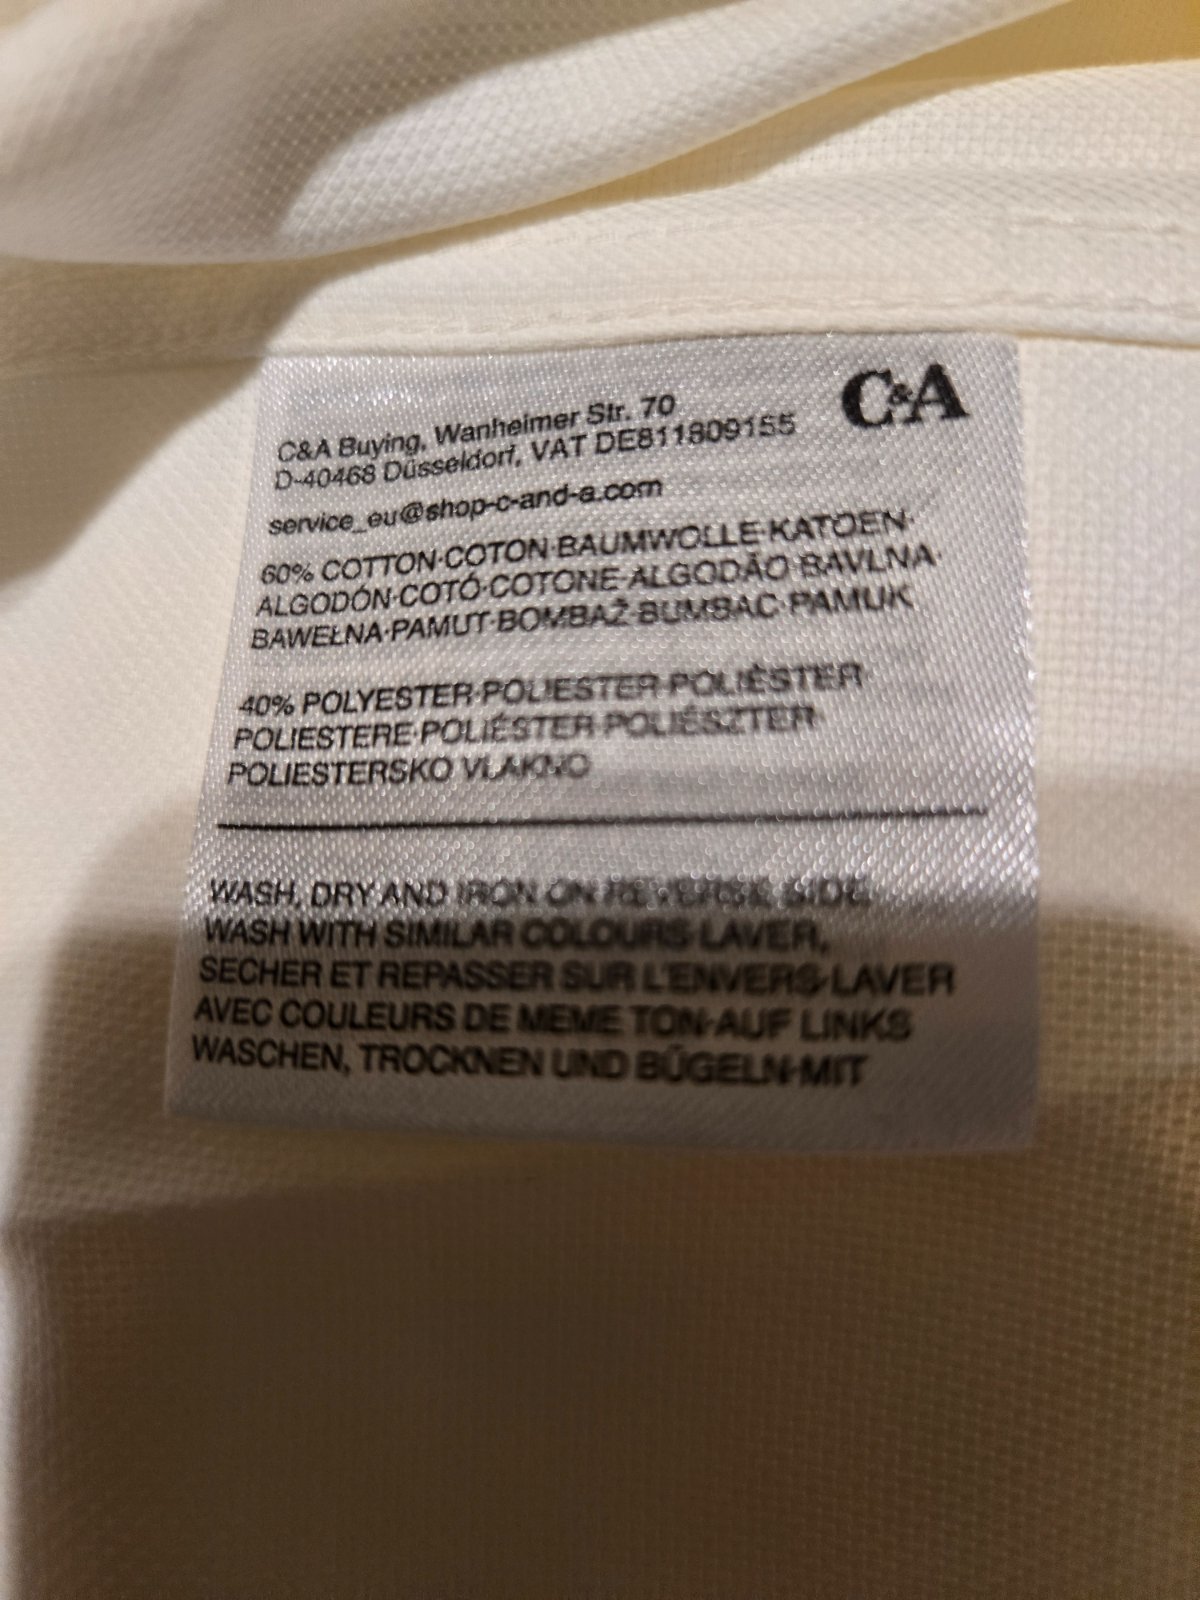 C&A
C&A Buying, Wanheimer Str. 70
D-40468 Düsseldorf, VAT DE811809155
service_eu@shop-c-and-a.com
60% COTTON·COTON·BAUMWOLLE·KATOEN·
ALGODÓN·COTÓ·COTONE·ALGODÃO·BAVLNA·
BAWEŁNA·PAMUT·BOMBAŽ·BUMBAC·PAMUK
40% POLYESTER·POLIESTER·POLIÈSTER·
POLIESTERE·POLIÉSTER·POLIÉSZTER·
POLIESTERSKO VLAKNO
WASH, DRY AND IRON ON REVERSE SIDE.
WASH WITH SIMILAR COLOURS·LAVER,
SECHER ET REPASSER SUR L'ENVERS·LAVER
AVEC COULEURS DE MEME TON·AUF LINKS
WASCHEN, TROCKNEN UND BÜGELN·MIT